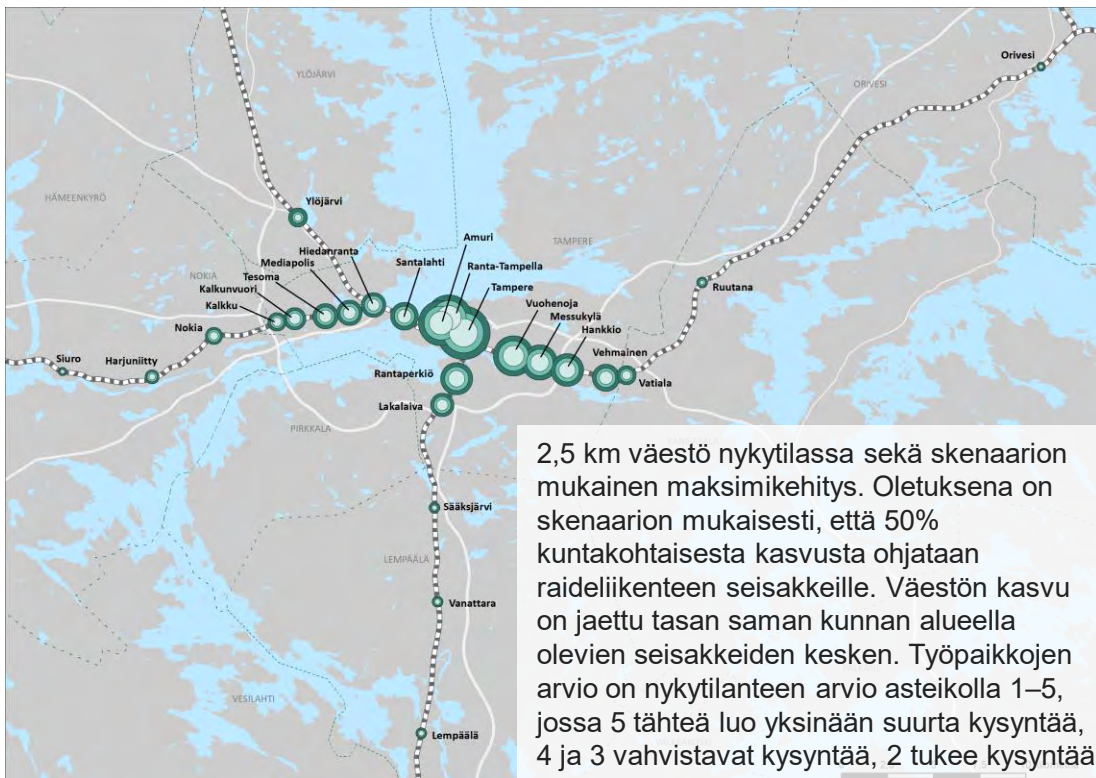 Orivesi
YLÖJÄRVI
ORIVESI
HÄMEENKYRÖ
Ylöjärvi
Amuri
TAMPERE
Hiedanranta
Santalahti
Ranta-Tampella
Mediapolis
NOKIA
Tesoma
Tampere
Kalkunvuori
Ruutana
Kalkku
Vuohenoja
Messukylä
Hankkio
Nokia
Vehmainen
Siuro
Harjuniitty
Rantaperkiö
Vatiala
Lakalaiva
PIRKKALA
Sääksjärvi
LEMPÄÄLÄ
Vanattara
VESILAHTI
Lempäälä
2,5 km väestö nykytilassa sekä skenaarion
mukainen maksimikehitys. Oletuksena on
skenaarion mukaisesti, että 50%
kuntakohtaisesta kasvusta ohjataan
raideliikenteen seisakkeille. Väestön kasvu
on jaettu tasan saman kunnan alueella
olevien seisakkeiden kesken. Työpaikkojen
arvio on nykytilanteen arvio asteikolla 1–5,
jossa 5 tähteä luo yksinään suurta kysyntää,
4 ja 3 vahvistavat kysyntää, 2 tukee kysyntää